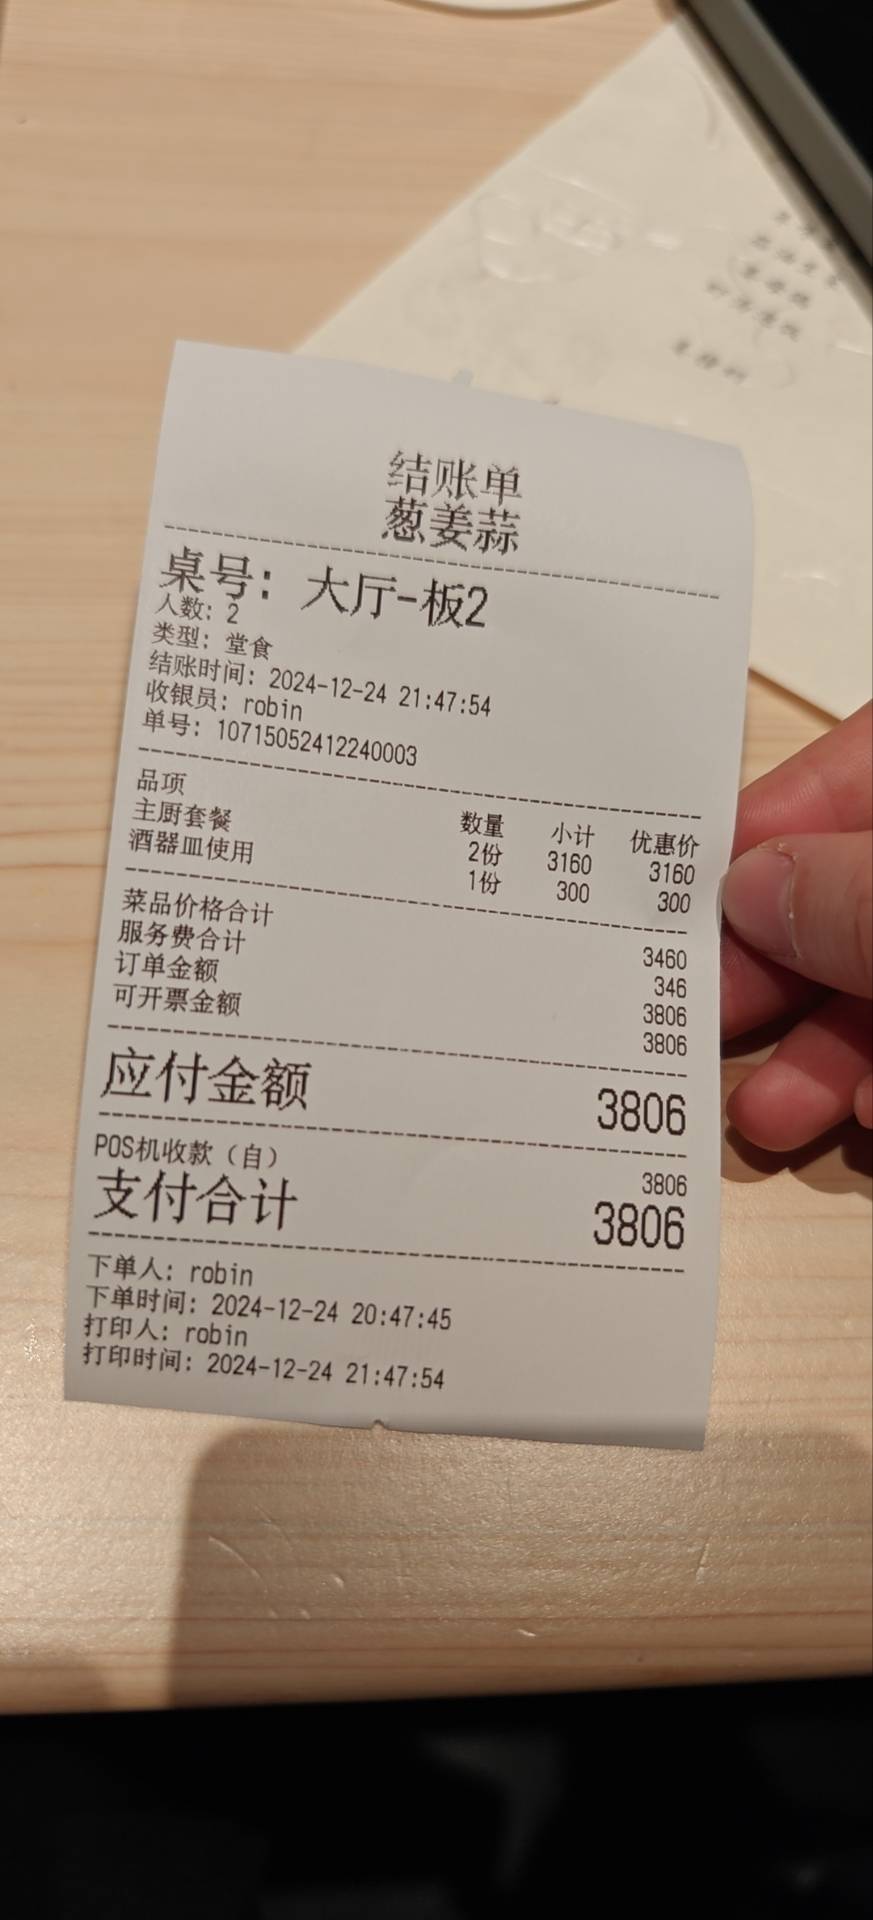 结账单
葱姜蒜
桌号: 大厅-板2
人数: 2
类型: 堂食
结账时间: 2024-12-24 21:47:54
收银员: robin
单号: 10715052412240003
品项 数量 小计 优惠价
主厨套餐 2份 3160 3160
酒器皿使用 1份 300 300
菜品价格合计 3460
服务费合计 346
订单金额 3806
可开票金额 3806
应付金额 3806
POS机收款（自） 3806
支付合计 3806
下单人: robin
下单时间: 2024-12-24 20:47:45
打印人: robin
打印时间: 2024-12-24 21:47:54